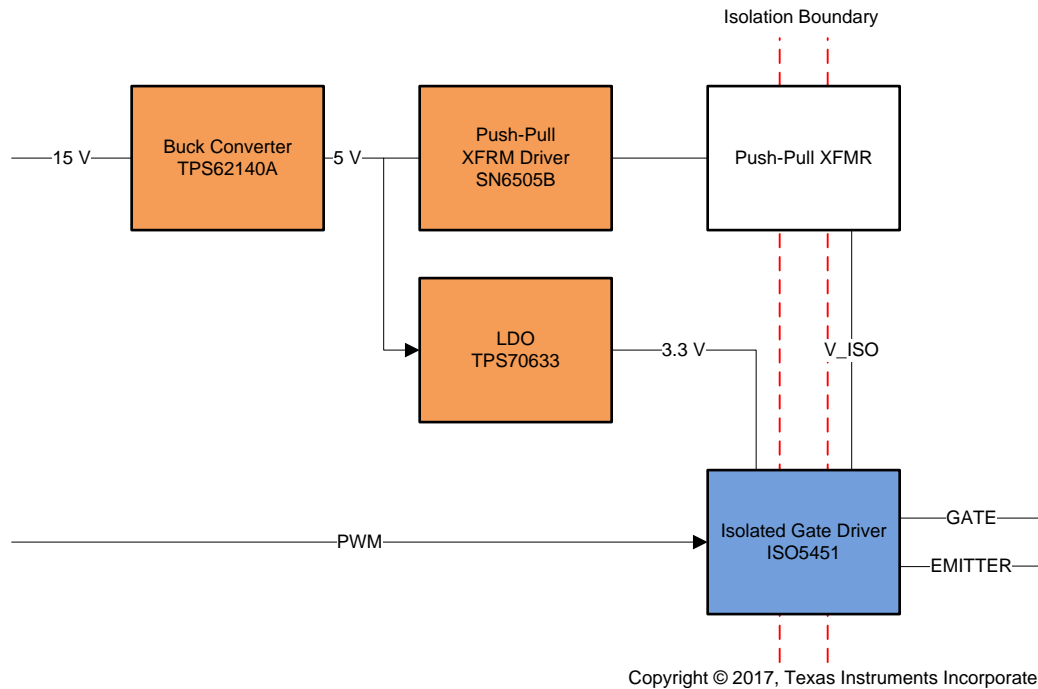 Isolation Boundary
15 V
Buck Converter
TPS62140A
5 V
Push-Pull
XFRM Driver
SN6505B
Push-Pull XFMR
LDO
TPS70633
3.3 V
V_ISO
PWM
Isolated Gate Driver
ISO5451
GATE
EMITTER
Copyright © 2017, Texas Instruments Incorporate